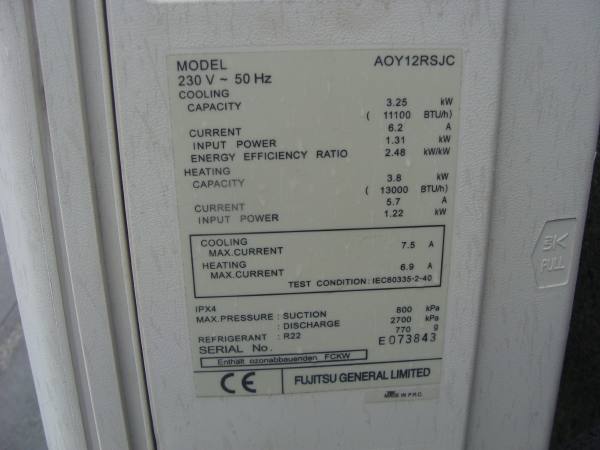 MODEL AOY12RSJC
230 V ~ 50 Hz
COOLING
CAPACITY 3.25 kW
( 11100 BTU/h)
CURRENT 6.2 A
INPUT POWER 1.31 kW
ENERGY EFFICIENCY RATIO 2.48 kW/kW
HEATING
CAPACITY 3.8 kW
( 13000 BTU/h)
CURRENT 5.7 A
INPUT POWER 1.22 kW
COOLING
MAX.CURRENT 7.5 A
HEATING
MAX.CURRENT 6.9 A
TEST CONDITION : IEC60335-2-40
IPX4
MAX.PRESSURE : SUCTION 800 kPa
: DISCHARGE 2700 kPa
REFRIGERANT : R22 770 g
SERIAL No. E073843
Enthält ozonabbauenden FCKW
CE FUJITSU GENERAL LIMITED
MADE IN P.R.C.
PULL